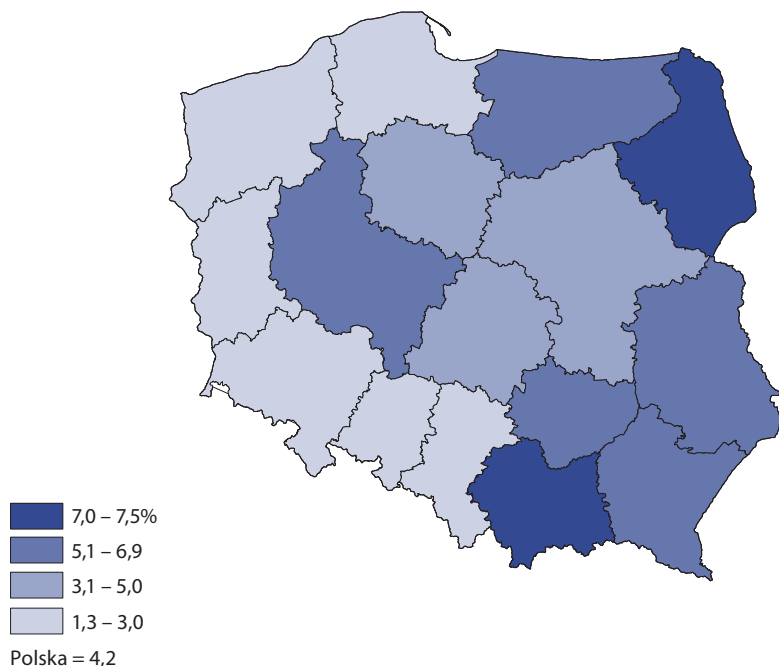 7,0 – 7,5%
5,1 – 6,9
3,1 – 5,0
1,3 – 3,0
Polska = 4,2